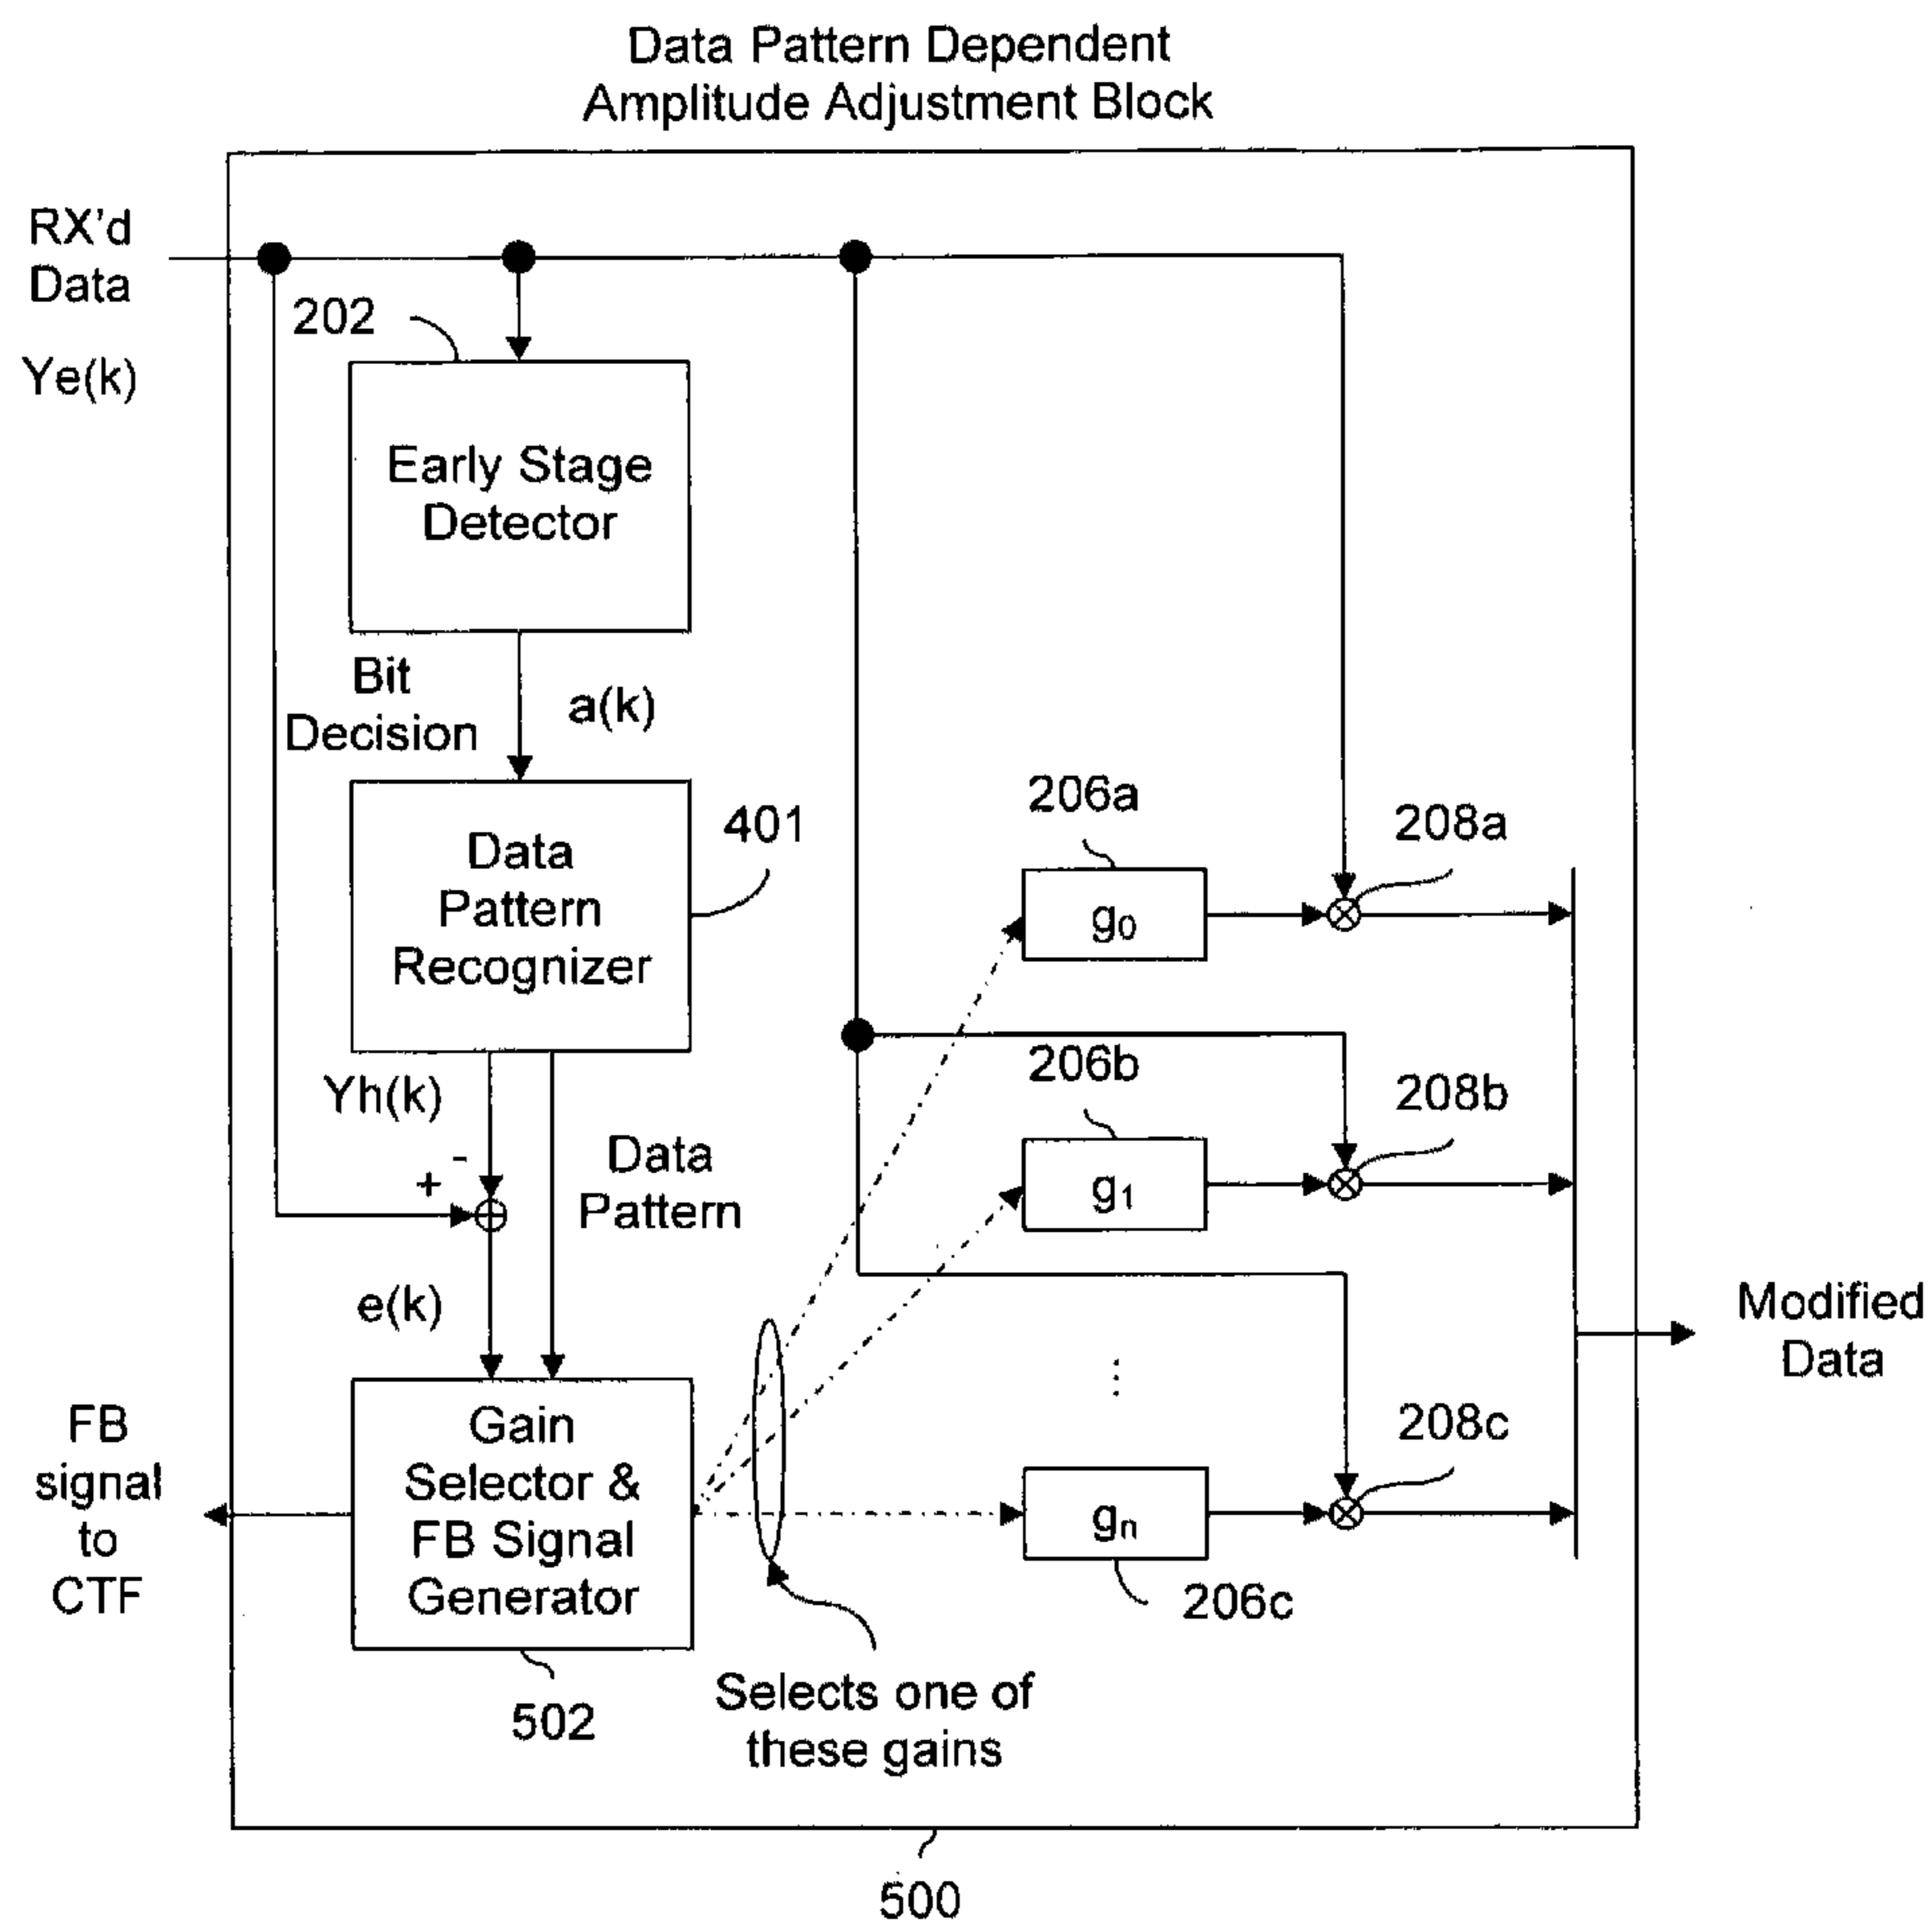 Data Pattern Dependent
Amplitude Adjustment Block
RX'd
Data
Ye(k)
202
Early Stage
Detector
Bit
Decision
a(k)
Data
Pattern
Recognizer
401
206a
g0
208a
Yh(k)
-
+
Data
Pattern
206b
g1
208b
e(k)
Modified
Data
FB
signal
to
CTF
Gain
Selector &
FB Signal
Generator
⋮
208c
gn
206c
502
Selects one of
these gains
500